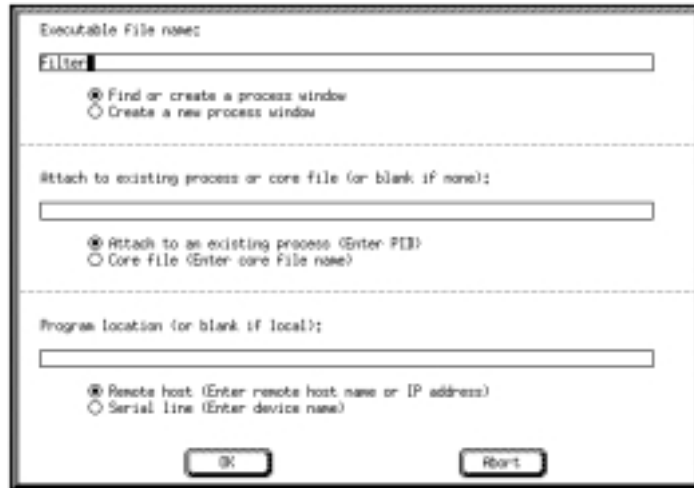 Executable file name:
Filter
Find or create a process window
Create a new process window
Attach to existing process or core file (or blank if none):
Attach to an existing process (Enter PID)
Core file (Enter core file name)
Program location (or blank if local):
Remote host (Enter remote host name or IP address)
Serial line (Enter device name)
OK
Abort